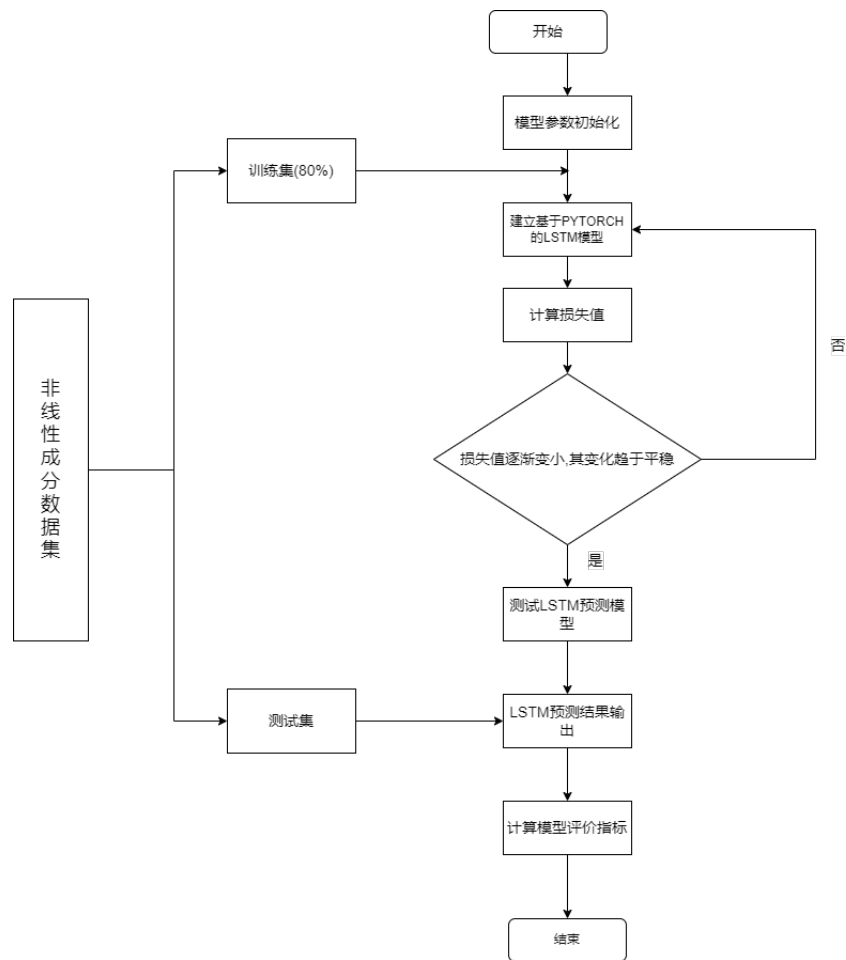 开始
模型参数初始化
训练集(80%)
建立基于PYTORCH
的LSTM模型
计算损失值
否
非
线
性
成
分
数
据
集
损失值逐渐变小,其变化趋于平稳
是
测试LSTM预测模
型
测试集
LSTM预测结果输
出
计算模型评价指标
结束